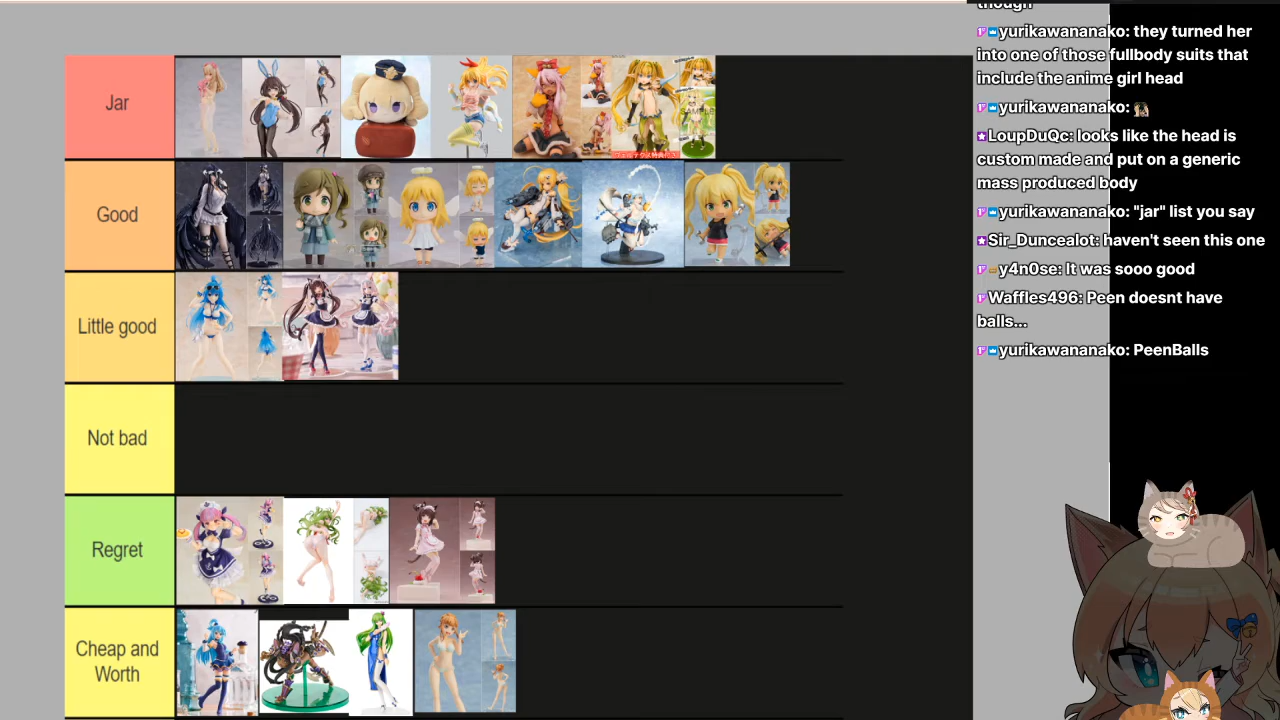 Jar
Good
Little good
Not bad
Regret
Cheap and
Worth
though
yurikawananako: they turned her
into one of those fullbody suits that
include the anime girl head
yurikawananako:
LoupDuQc: looks like the head is
custom made and put on a generic
mass produced body
yurikawananako: "jar" list you say
Sir_Duncealot: haven't seen this one
y4n0se: It was sooo good
Waffles496: Peen doesnt have
balls...
yurikawananako: PeenBalls